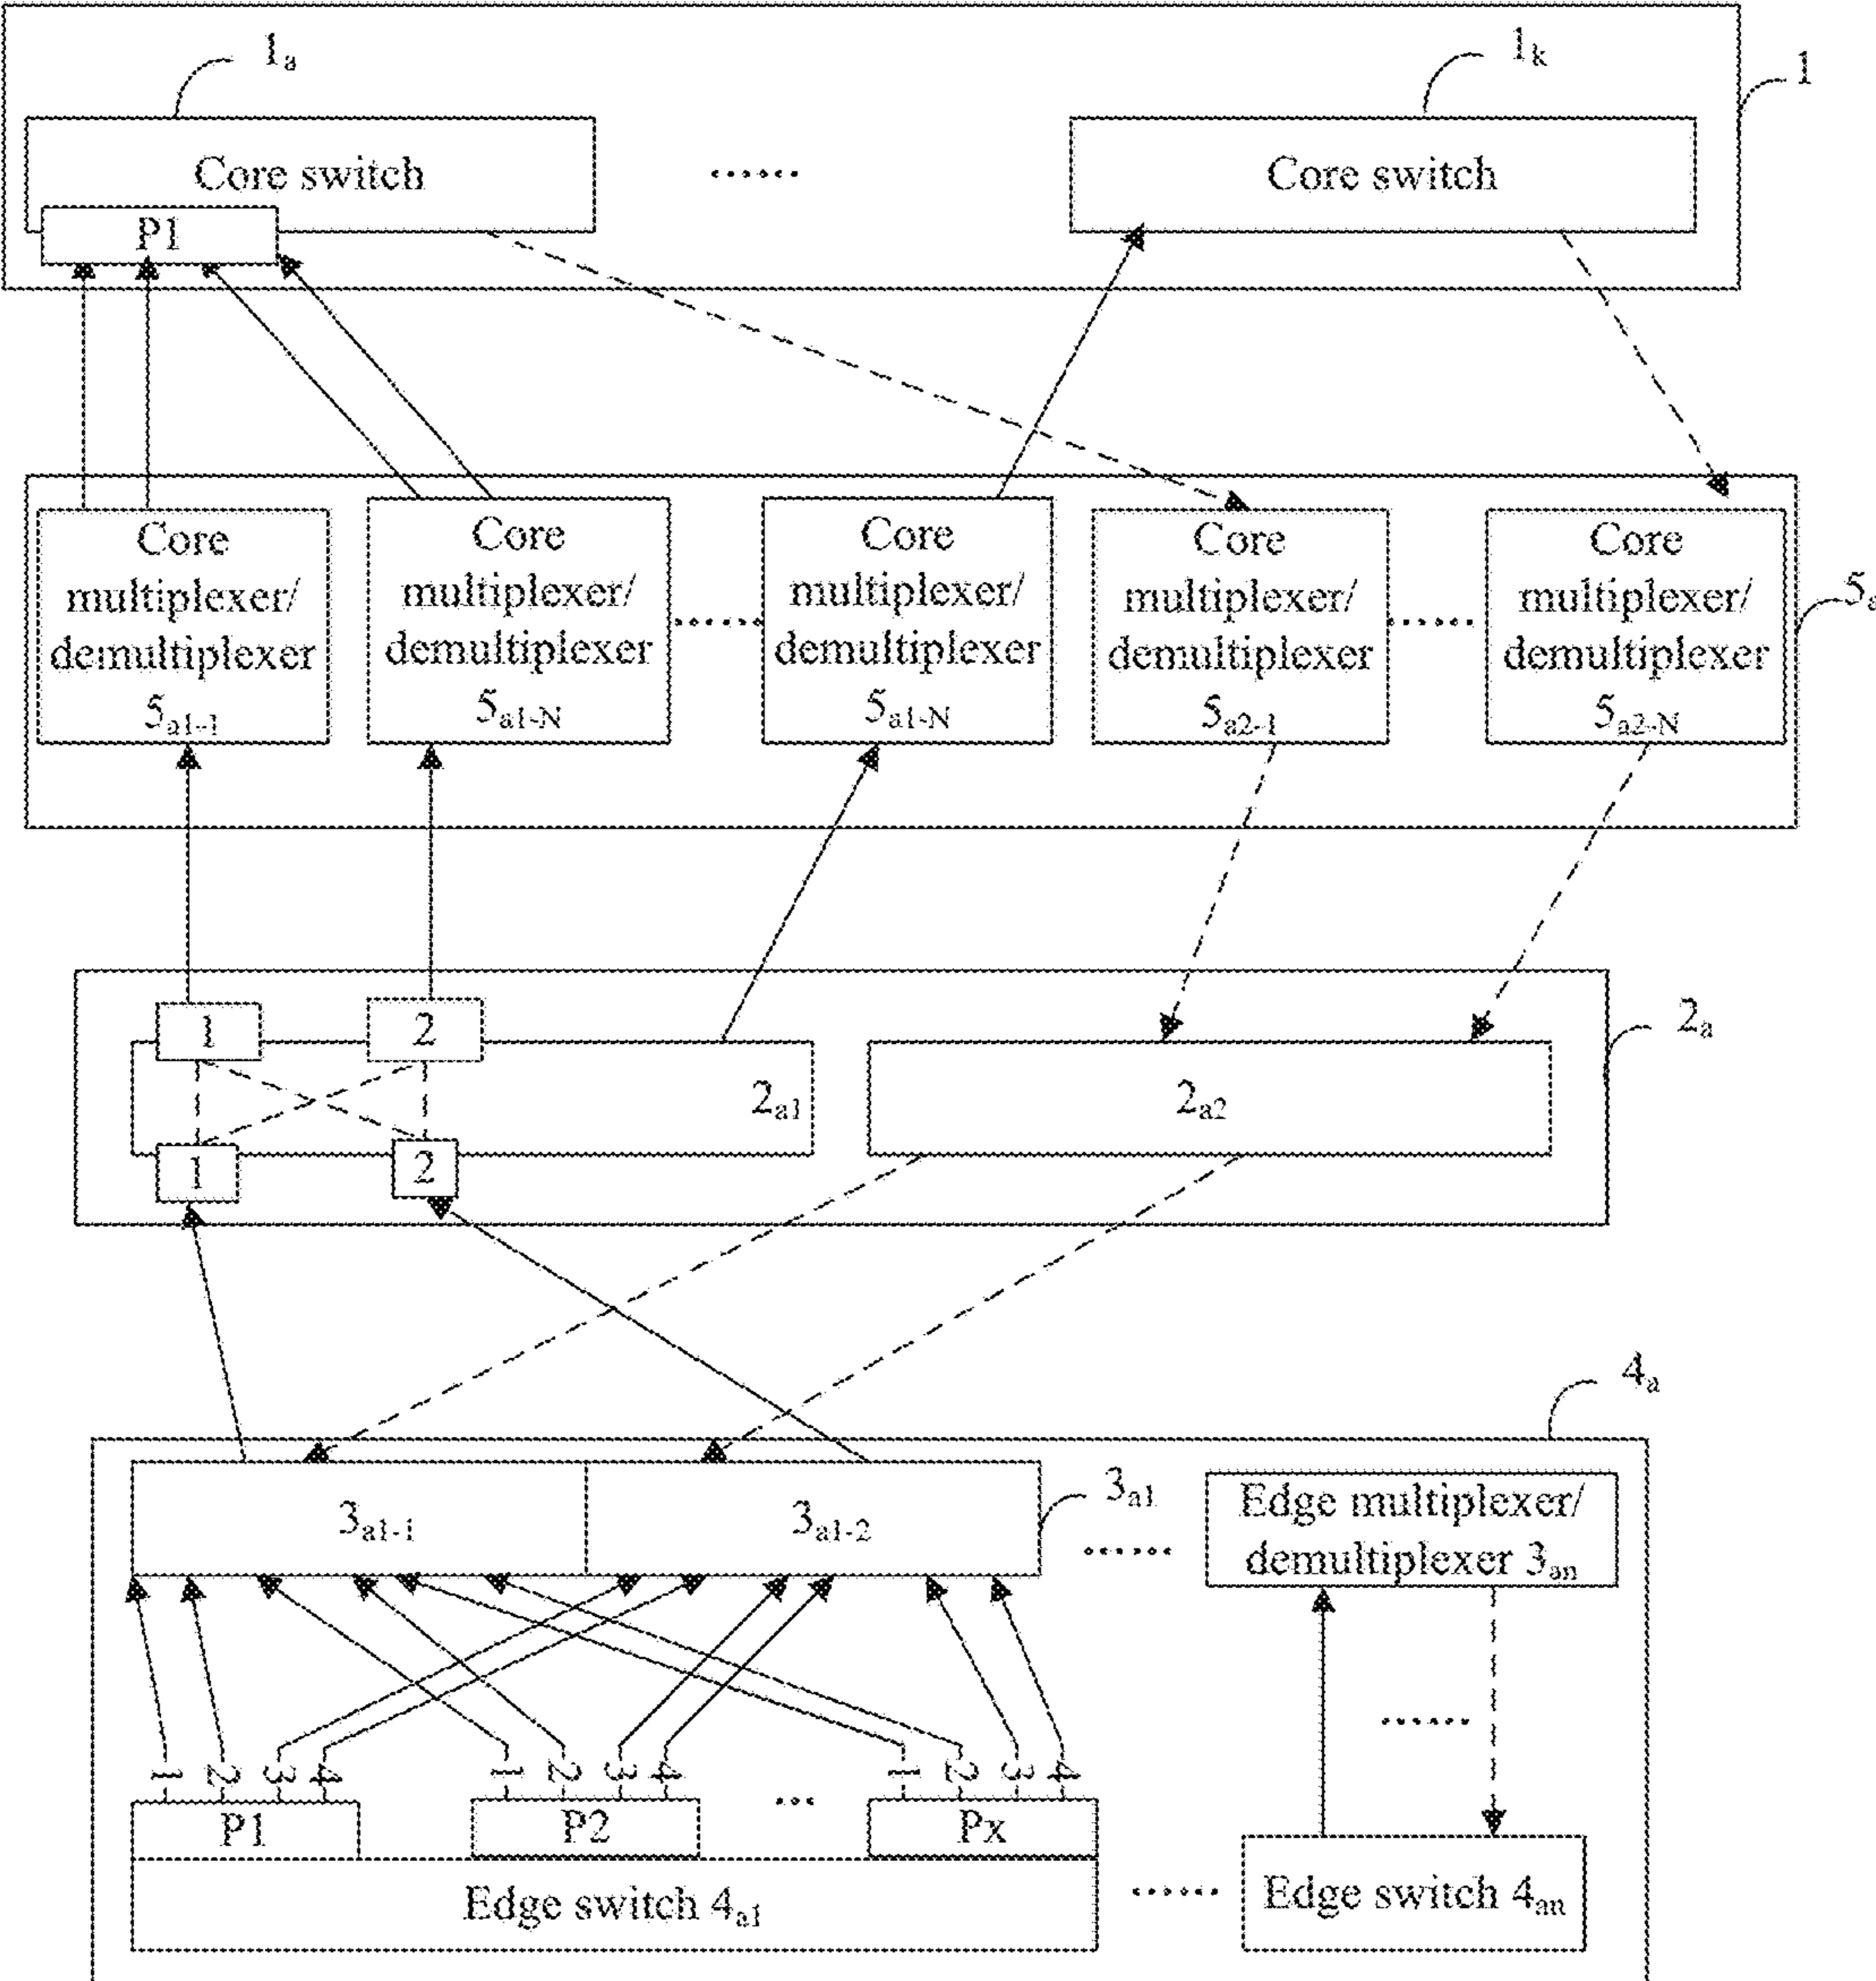 1a
1k
1
Core switch
......
Core switch
P1
Core
multiplexer/
demultiplexer
5a1-1
Core
multiplexer/
demultiplexer
5a1-N
......
Core
multiplexer/
demultiplexer
5a1-N
Core
multiplexer/
demultiplexer
5a2-1
......
Core
multiplexer/
demultiplexer
5a2-N
5a
1
2
2a
2a1
2a2
1
2
4a
3a1-1
3a1-2
3a1
......
Edge multiplexer/
demultiplexer 3an
......
1 2 3 4
1 2 3 4
1 2 3 4
P1
P2
...
Px
Edge switch 4a1
......
Edge switch 4an